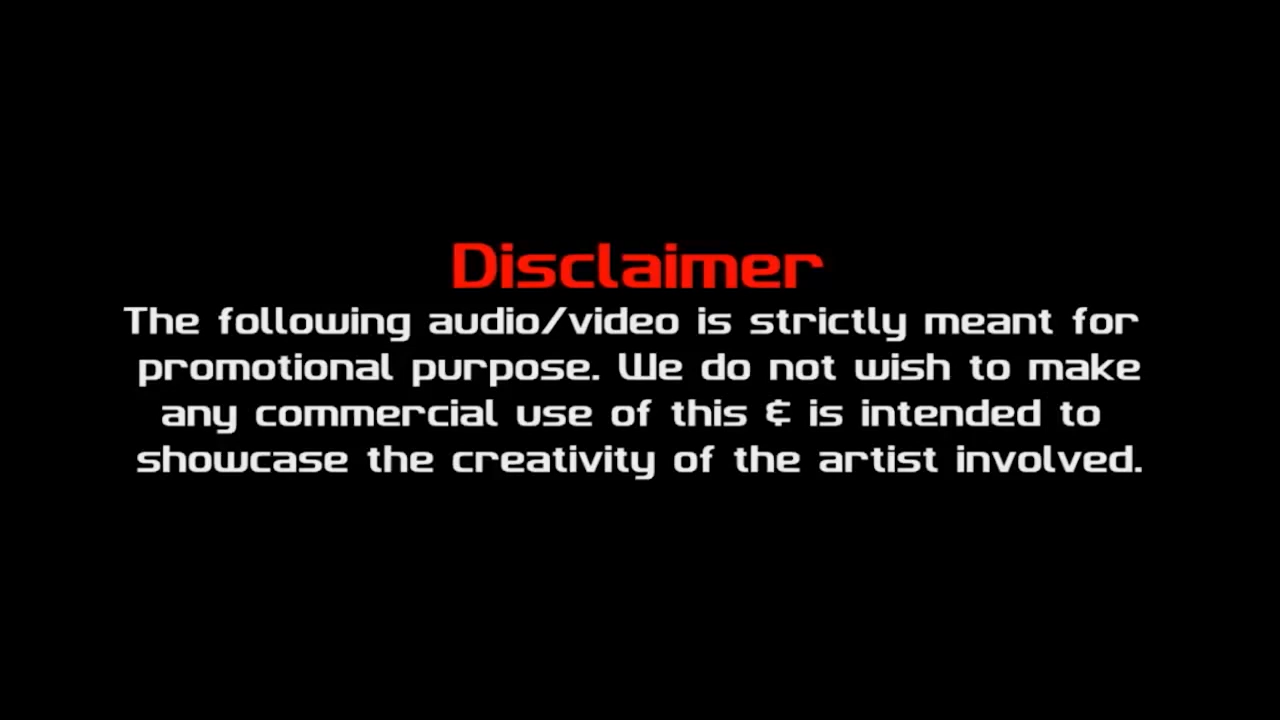 Disclaimer
The following audio/video is strictly meant for
promotional purpose. We do not wish to make
any commercial use of this & is intended to
showcase the creativity of the artist involved.